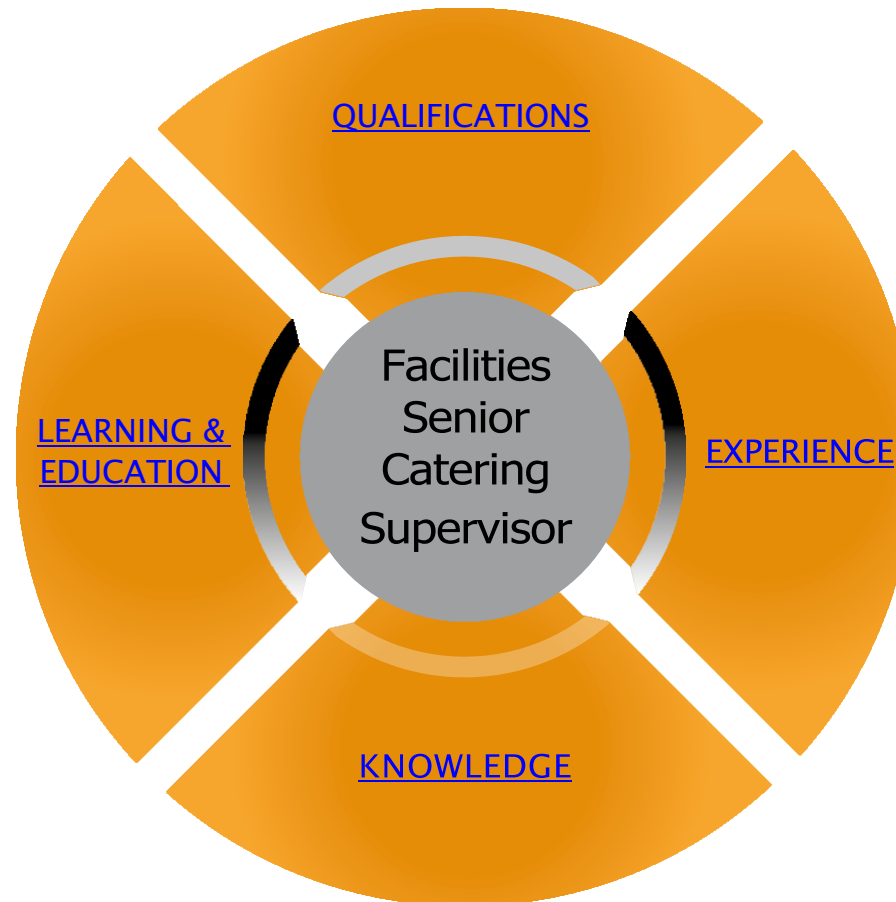 QUALIFICATIONS
Facilities
Senior
Catering
Supervisor
LEARNING &
EDUCATION
EXPERIENCE
KNOWLEDGE